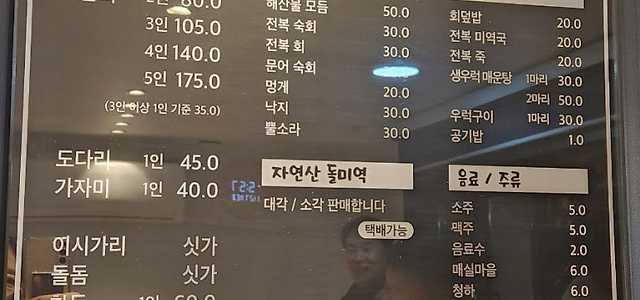 3인 105.0
4인 140.0
5인 175.0
(3인 이상 1인 기준 35.0)
도다리 1인 45.0
가자미 1인 40.0
이시가리 싯가
돌돔 싯가
해산물 모듬 50.0
전복 숙회 30.0
전복 회 30.0
문어 숙회
멍게 20.0
낙지 30.0
뿔소라 30.0
자연산 돌미역
대각 / 소각 판매합니다
택배가능
회덮밥 20.0
전복 미역국 20.0
전복 죽 20.0
생우럭 매운탕 1마리 30.0
2마리 50.0
우럭구이 1마리 30.0
공기밥 1.0
음료 / 주류
소주 5.0
맥주 5.0
음료수 2.0
매실마을 6.0
청하 6.0